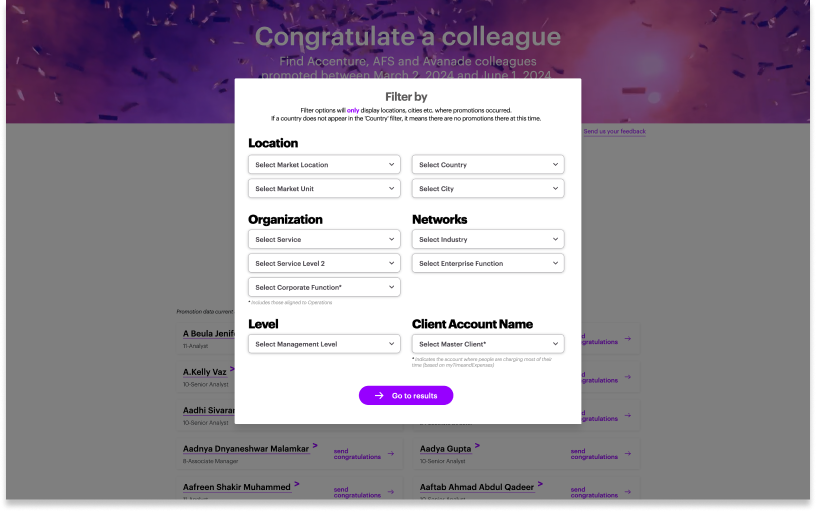 Congratulate a colleague
Find Accenture, AFS and Avanade colleagues
promoted between March 2, 2024 and June 1, 2024
Send us your feedback
Filter by
Filter options will only display locations, cities etc. where promotions occurred.
If a country does not appear in the 'Country' filter, it means there are no promotions there at this time.
Location
Select Market Location
Select Country
Select Market Unit
Select City
Organization
Networks
Select Service
Select Industry
Select Service Level 2
Select Enterprise Function
Select Corporate Function*
* Includes those aligned to Operations
Level
Client Account Name
Select Management Level
Select Master Client*
* Indicates the account where people are charging most of their
time (based on myTimeandExpenses)
Go to results
Promotion data current
A Beula Jenif
11-Analyst
congratulations
A.Kelly Vaz >
10-Senior Analyst
congratulations
Aadhi Sivaran
10-Senior Analyst
congratulations
Aadnya Dnyaneshwar Malamkar >
8-Associate Manager
send
congratulations
Aadya Gupta >
10-Senior Analyst
send
congratulations
Aafreen Shakir Muhammed >
send
congratulations
Aaftab Ahmad Abdul Qadeer >
send
congratulations